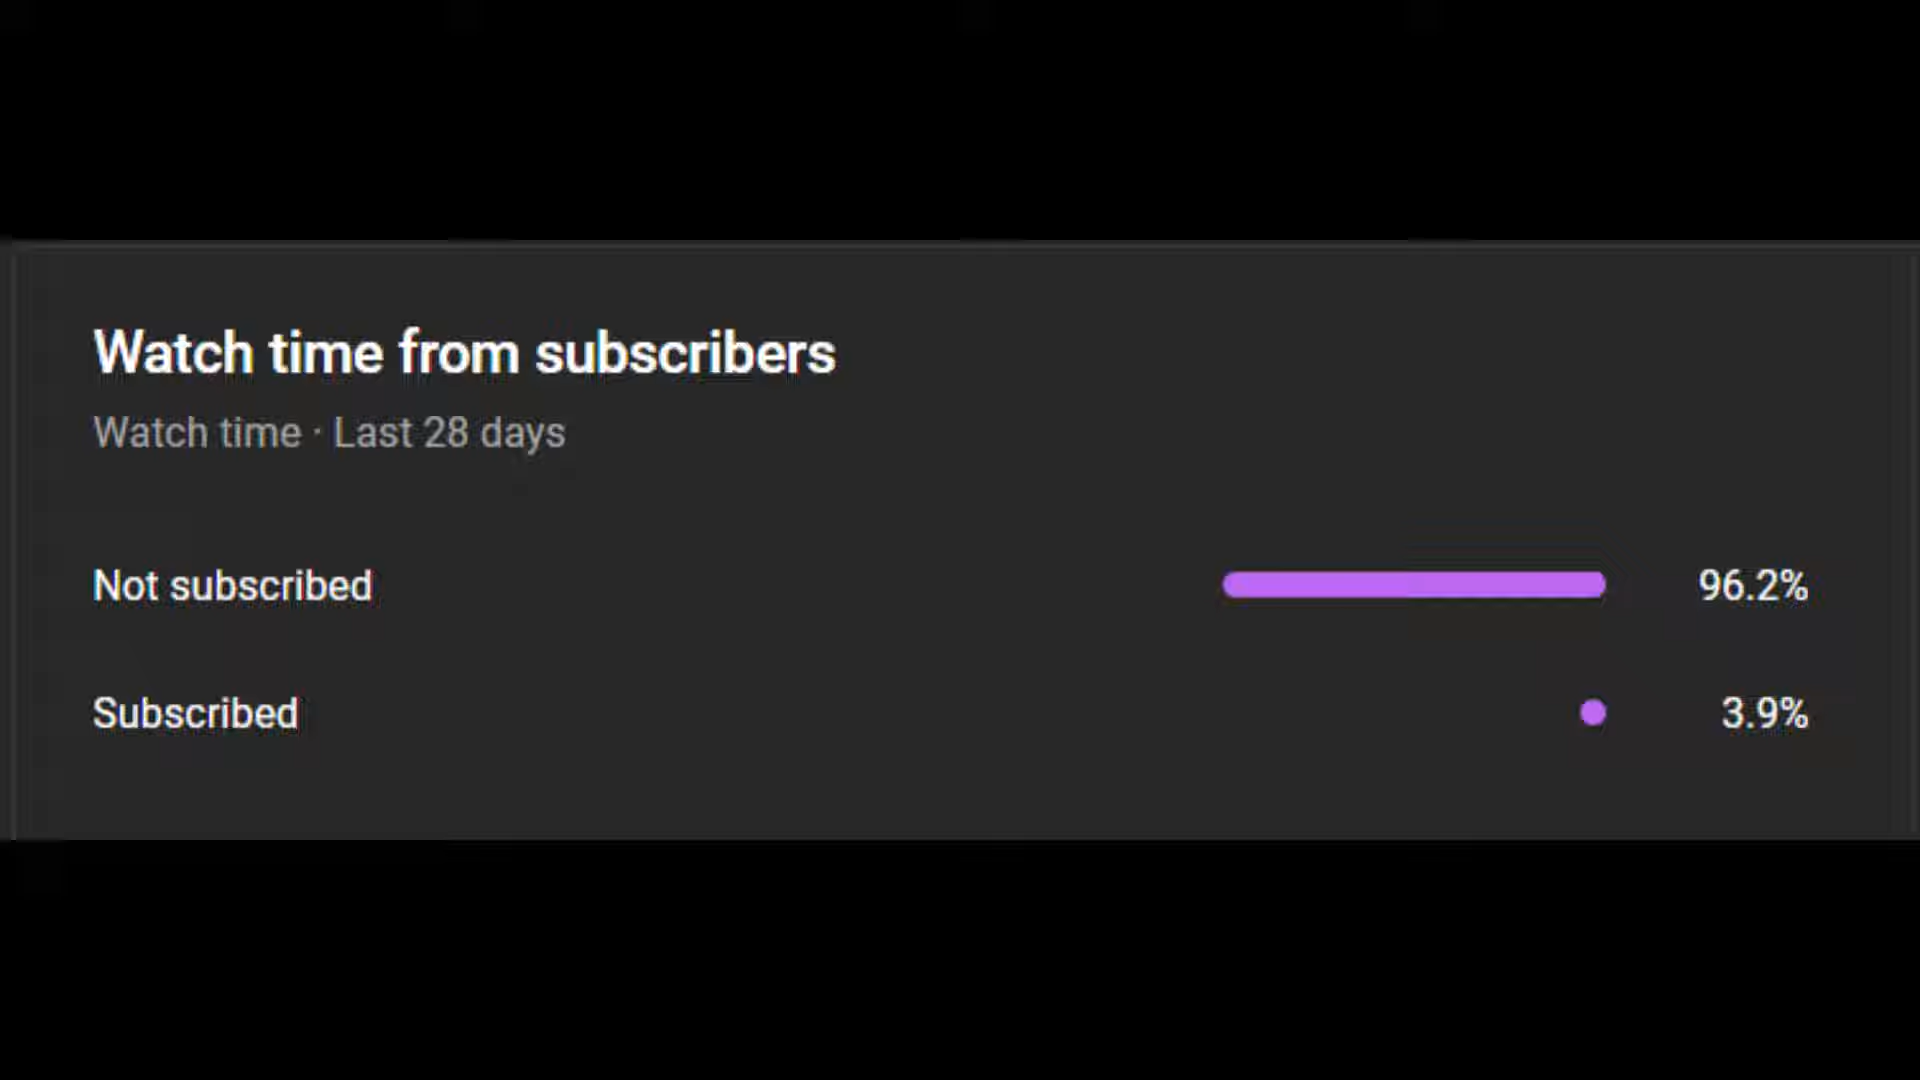 Watch time from subscribers
Watch time · Last 28 days
Not subscribed 96.2%
Subscribed 3.9%